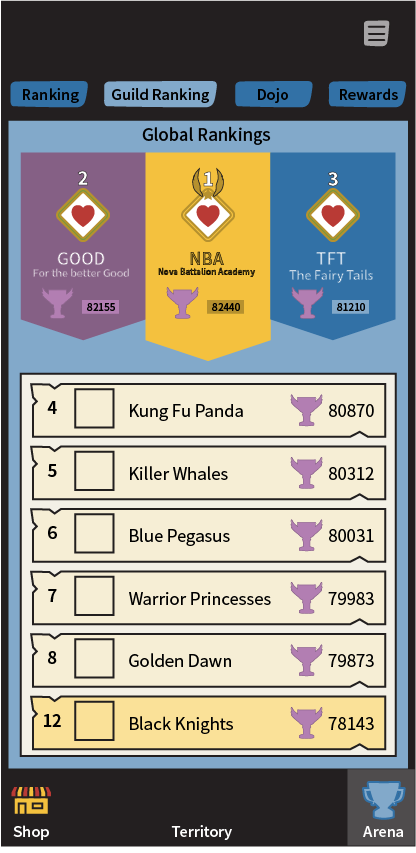 Ranking
Guild Ranking
Dojo
Rewards
Global Rankings
2
1
3
GOOD
NBA
TFT
For the better Good
Nova Battalion Academy
The Fairy Tails
82155
82440
81210
4 Kung Fu Panda 80870
5 Killer Whales 80312
6 Blue Pegasus 80031
7 Warrior Princesses 79983
8 Golden Dawn 79873
12 Black Knights 78143
Shop
Territory
Arena